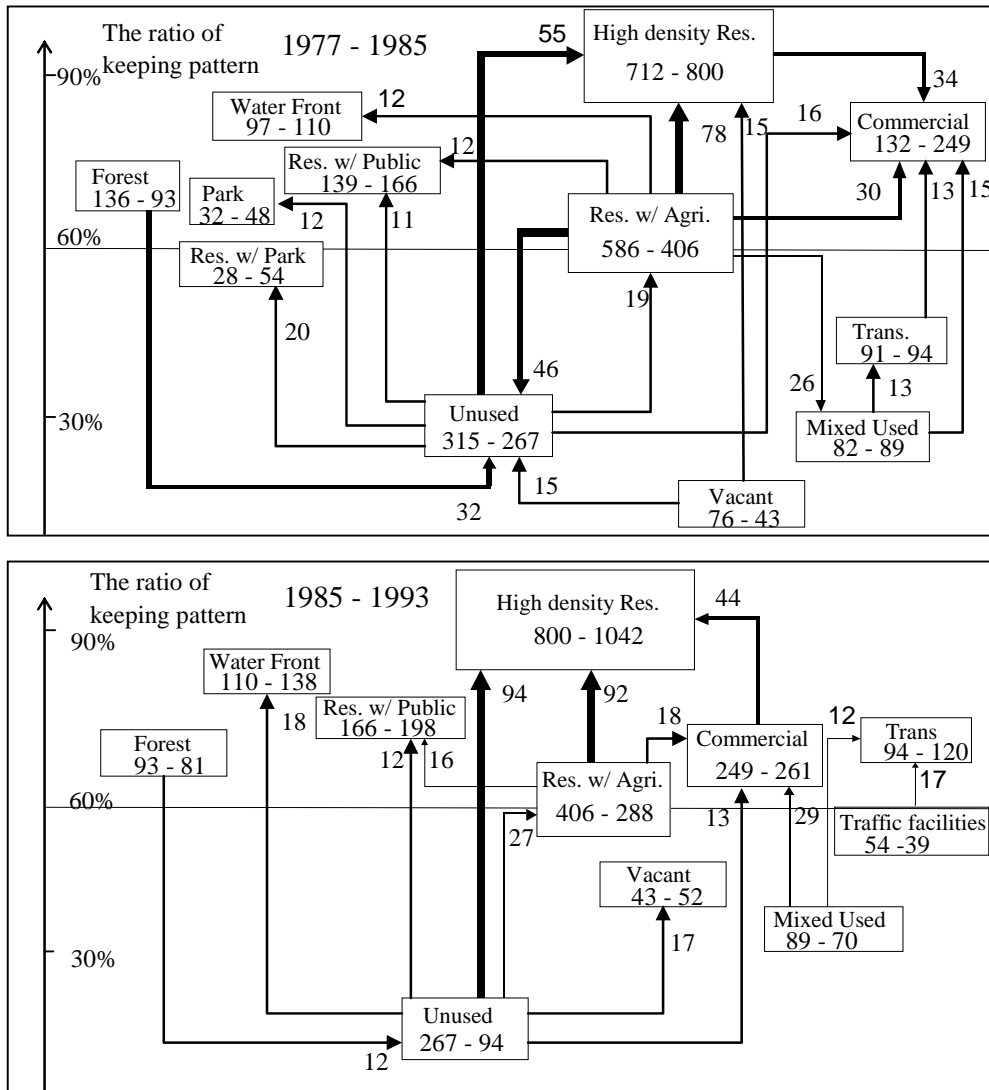 The ratio of
keeping pattern
1977 - 1985
90%
60%
30%
55
High density Res.
712 - 800
34
Water Front
97 - 110
12
78
15
16
Commercial
132 - 249
Res. w/ Public
139 - 166
12
Forest
136 - 93
Park
32 - 48
12
11
Res. w/ Agri.
586 - 406
30
13
15
Res. w/ Park
28 - 54
20
19
46
26
Trans.
91 - 94
13
Unused
315 - 267
Mixed Used
82 - 89
32
15
Vacant
76 - 43
The ratio of
keeping pattern
1985 - 1993
90%
60%
30%
High density Res.
800 - 1042
44
Water Front
110 - 138
18
94
92
Res. w/ Public
166 - 198
12
16
18
Commercial
249 - 261
12
Trans
94 - 120
17
Forest
93 - 81
Res. w/ Agri.
406 - 288
27
13
29
Traffic facilities
54 -39
Vacant
43 - 52
17
Mixed Used
89 - 70
Unused
267 - 94
12